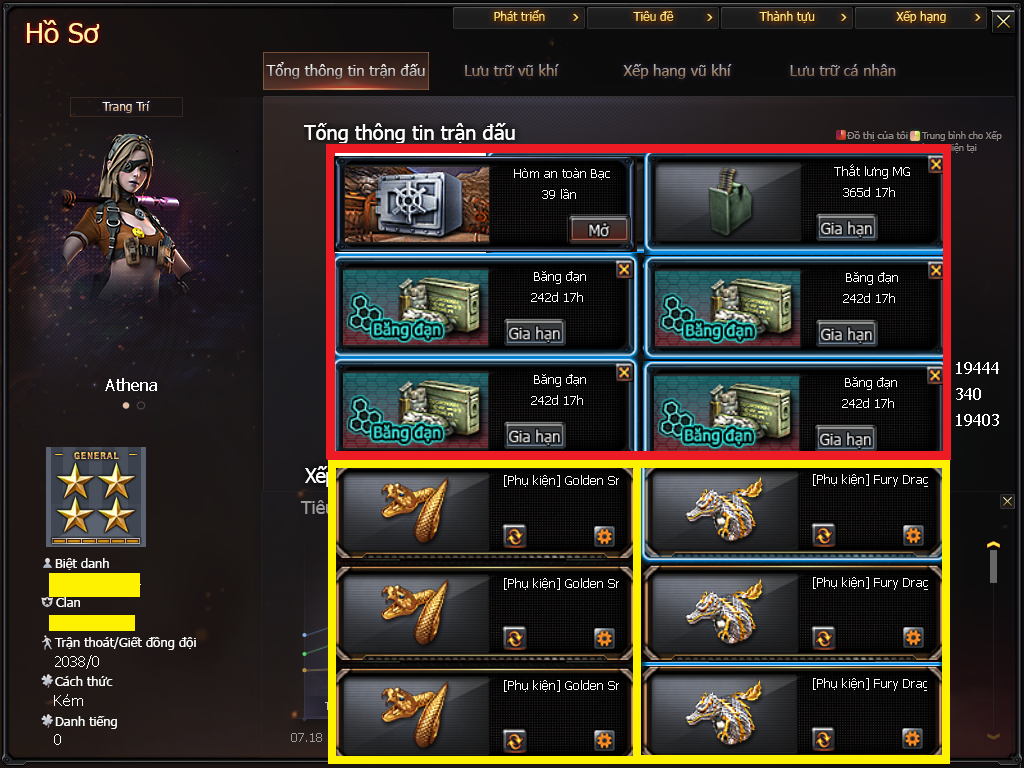 Hồ Sơ
Phát triển
Tiêu đề
Thành tựu
Xếp hạng
Tổng thông tin trận đấu
Lưu trữ vũ khí
Xếp hạng vũ khí
Lưu trữ cá nhân
Trang Trí
Tổng thông tin trận đấu
Đồ thị của tôi
Trung bình cho Xếp
tại
Hòm an toàn Bạc
39 lần
Mở
Thắt lưng MG
365d 17h
Gia hạn
Băng đạn
Băng đạn
242d 17h
Gia hạn
Băng đạn
Băng đạn
242d 17h
Gia hạn
Băng đạn
Băng đạn
242d 17h
Gia hạn
Băng đạn
Băng đạn
242d 17h
Gia hạn
19444
340
19403
Athena
GENERAL
Biệt danh
Clan
Trận thoát/Giết đồng đội
2038/0
Cách thức
Kém
Danh tiếng
0
Xếp
Tiêu
[Phụ kiện] Golden Sr
[Phụ kiện] Fury Drag
[Phụ kiện] Golden Sr
[Phụ kiện] Fury Drag
[Phụ kiện] Golden Sr
[Phụ kiện] Fury Drag
07.18